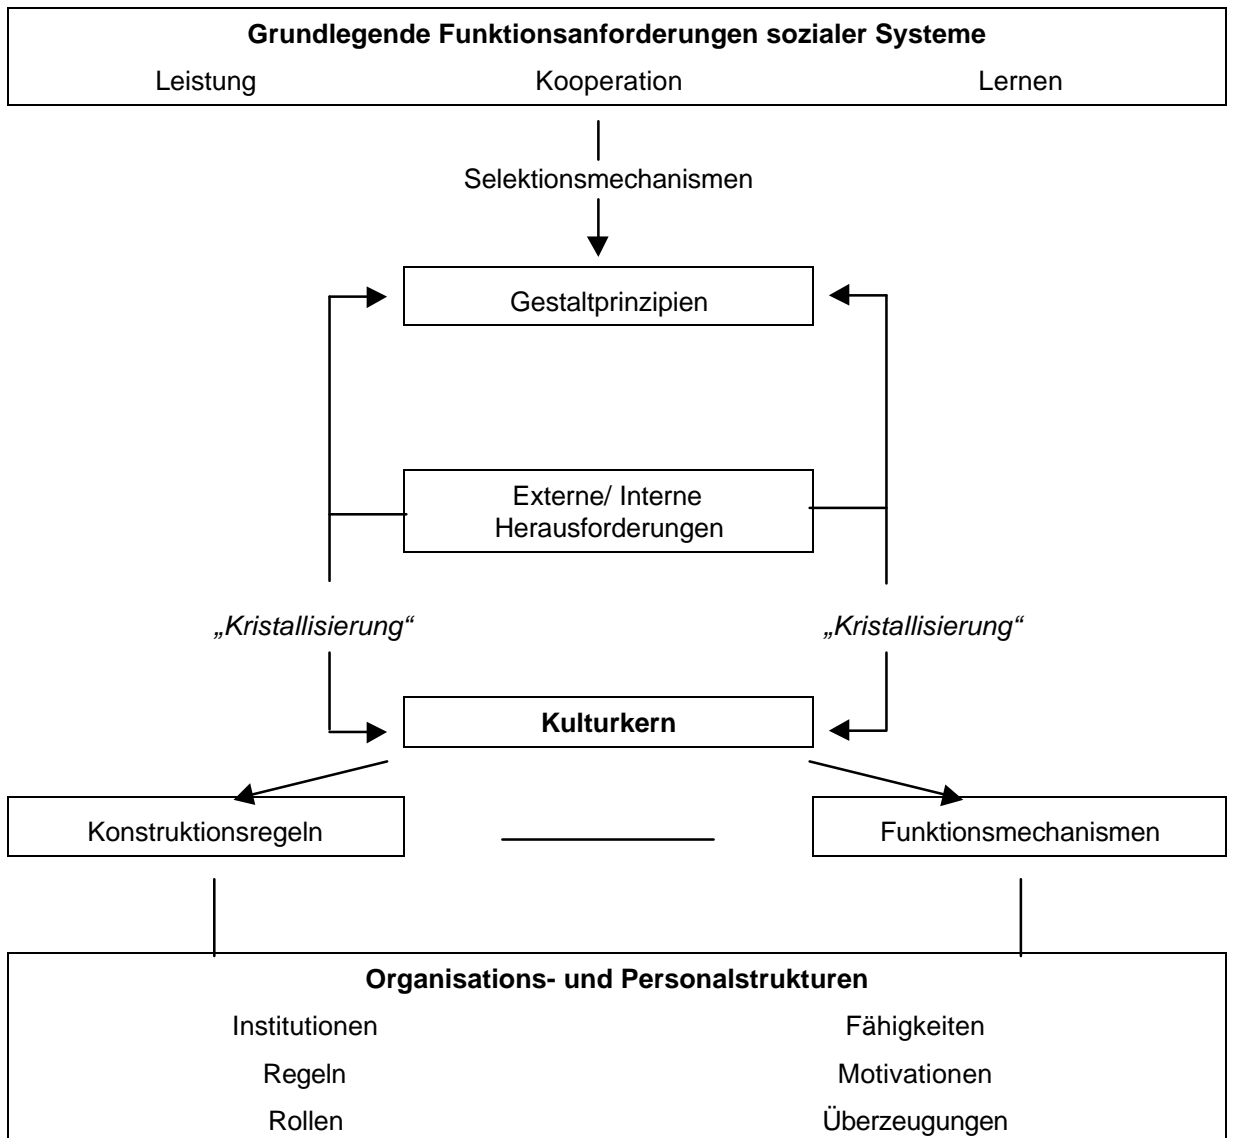 Grundlegende Funktionsanforderungen sozialer Systeme
Leistung Kooperation Lernen
Selektionsmechanismen
Gestaltprinzipien
Externe/ Interne
Herausforderungen
„Kristallisierung“ „Kristallisierung“
Kulturkern
Konstruktionsregeln Funktionsmechanismen
Organisations- und Personalstrukturen
Institutionen Fähigkeiten
Regeln Motivationen
Rollen Überzeugungen